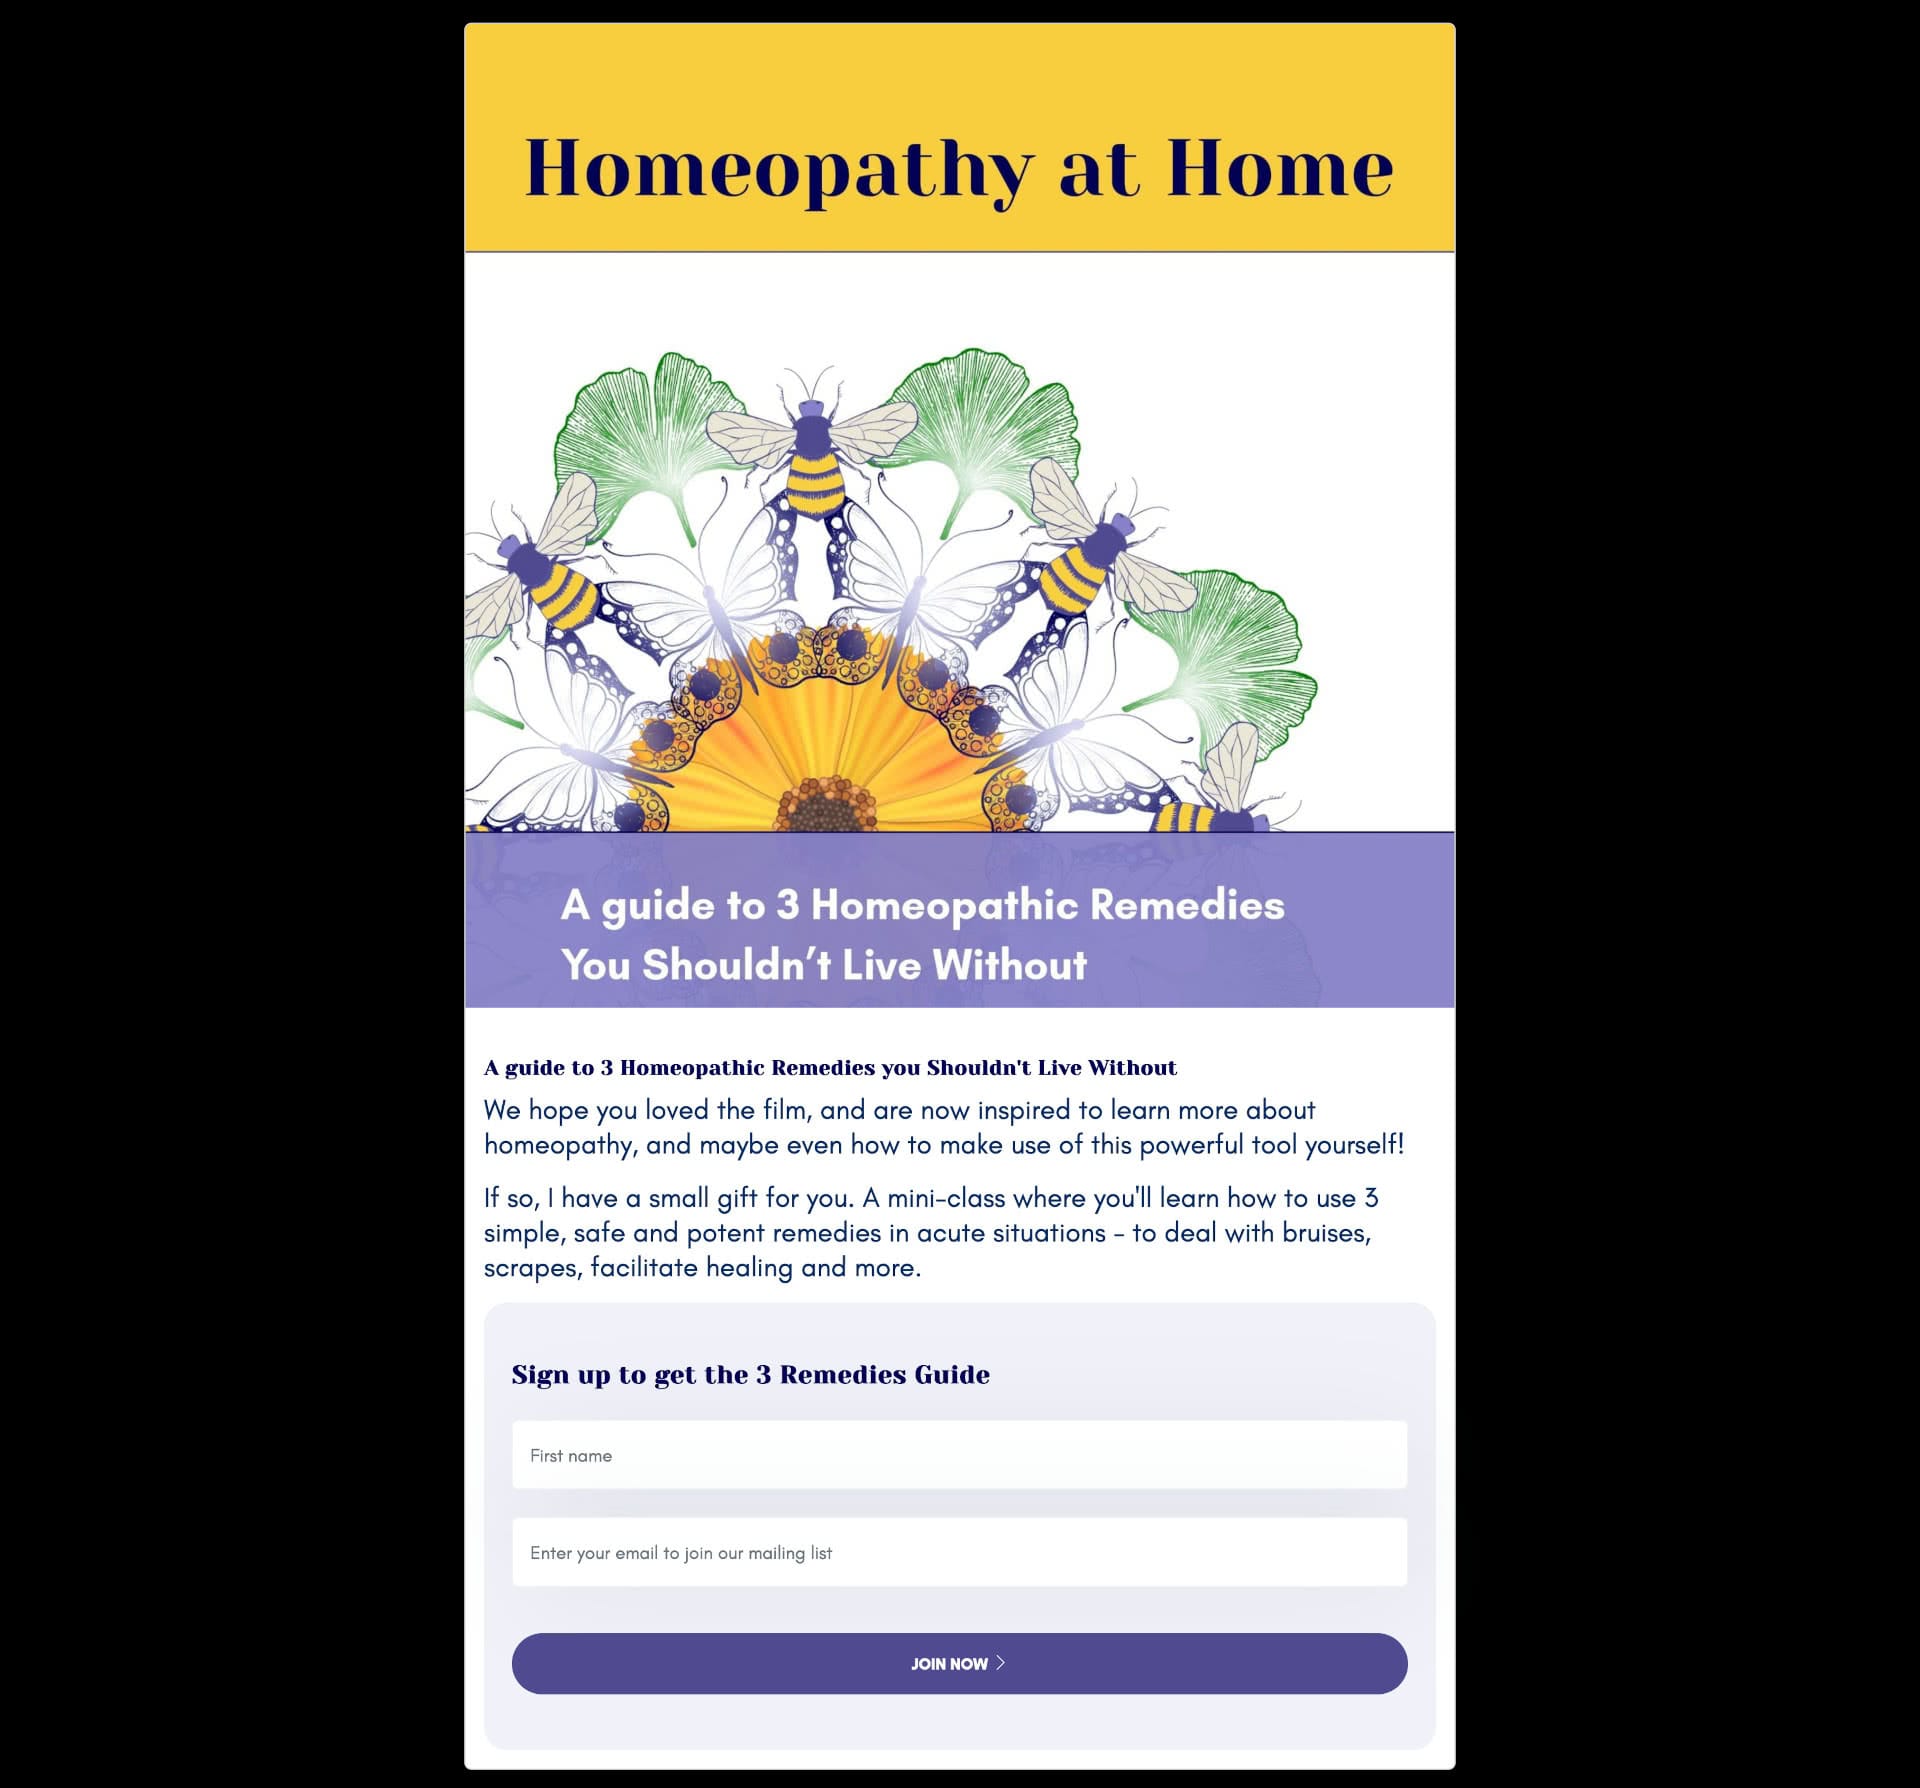 Homeopathy at Home
A guide to 3 Homeopathic Remedies
You Shouldn’t Live Without
A guide to 3 Homeopathic Remedies you Shouldn't Live Without
We hope you loved the film, and are now inspired to learn more about
homeopathy, and maybe even how to make use of this powerful tool yourself!
If so, I have a small gift for you. A mini-class where you'll learn how to use 3
simple, safe and potent remedies in acute situations - to deal with bruises,
scrapes, facilitate healing and more.
Sign up to get the 3 Remedies Guide
First name
Enter your email to join our mailing list
JOIN NOW